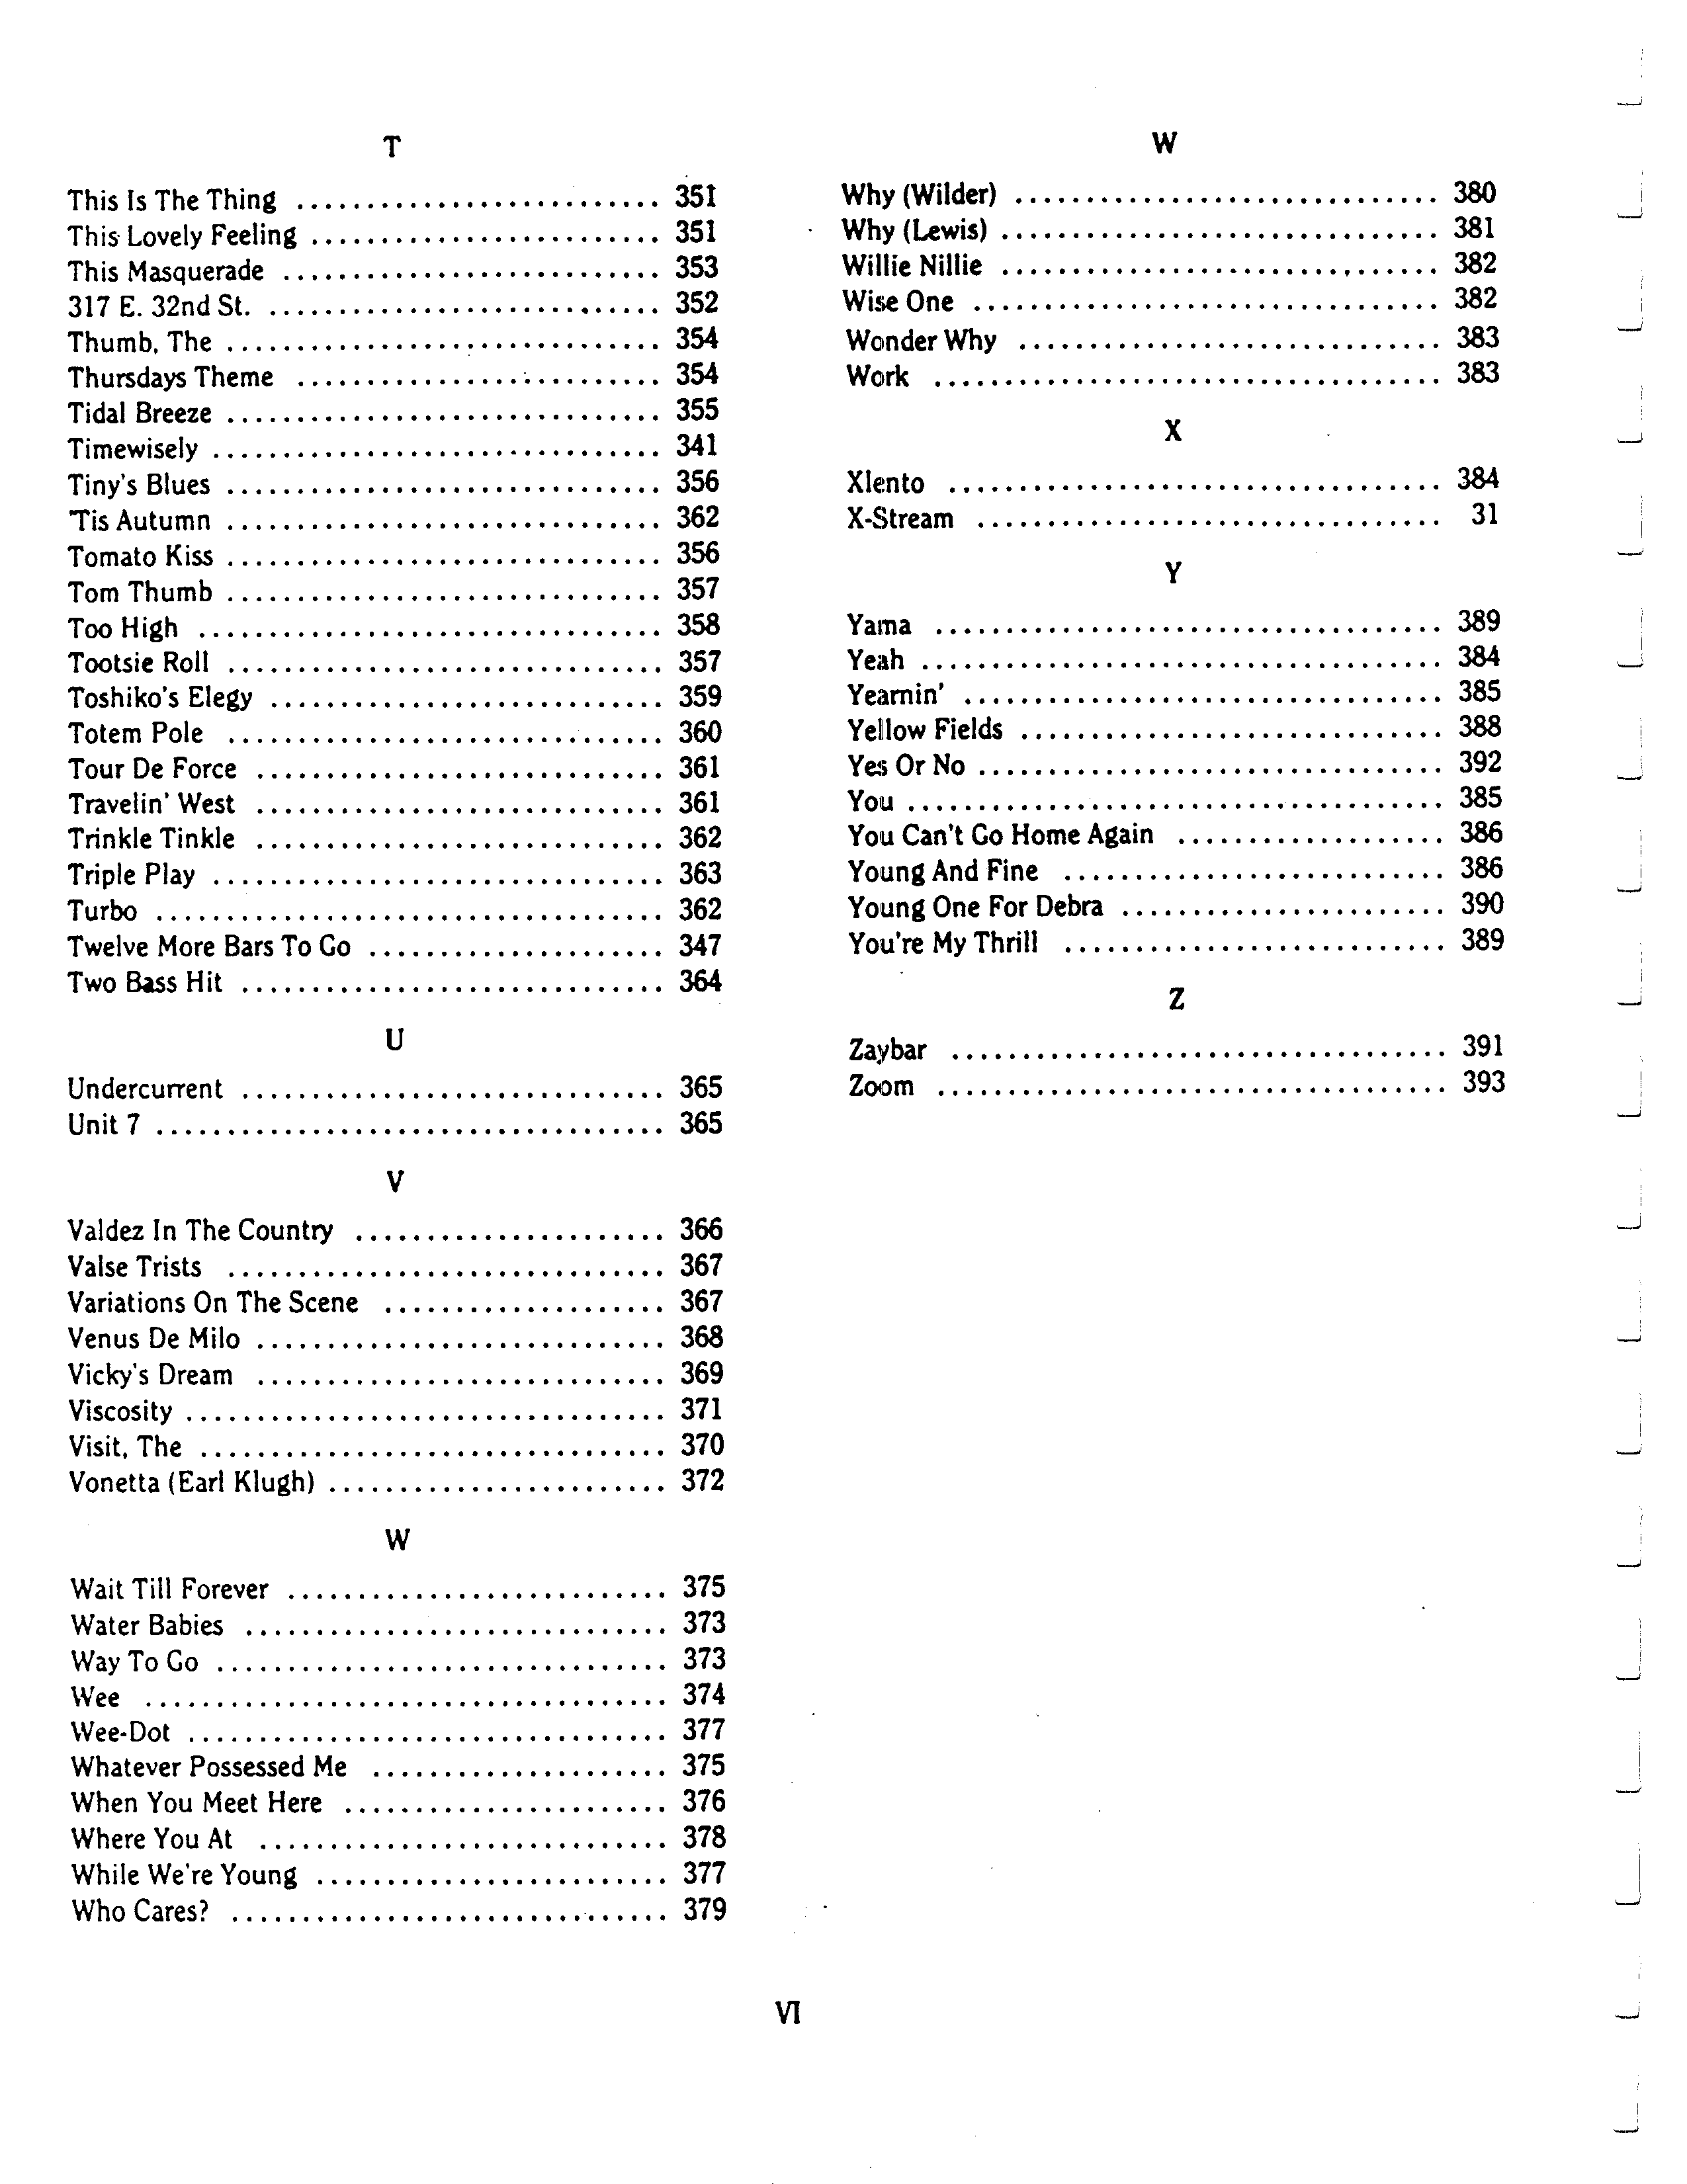 T
This Is The Thing .......................... 351
This Lovely Feeling ......................... 351
This Masquerade ........................... 353
317 E. 32nd St. ............................ 352
Thumb, The ............................... 354
Thursdays Theme .......................... 354
Tidal Breeze ............................... 355
Timewisely ................................ 341
Tiny's Blues ............................... 356
'Tis Autumn ............................... 362
Tomato Kiss ............................... 356
Tom Thumb ............................... 357
Too High ................................. 358
Tootsie Roll ............................... 357
Toshiko's Elegy ............................ 359
Totem Pole ............................... 360
Tour De Force ............................. 361
Travelin' West ............................. 361
Trinkle Tinkle ............................. 362
Triple Play ................................ 363
Turbo .................................... 362
Twelve More Bars To Go ..................... 347
Two Bass Hit .............................. 364
U
Undercurrent .............................. 365
Unit 7 .................................... 365
V
Valdez In The Country ...................... 366
Valse Trists ............................... 367
Variations On The Scene .................... 367
Venus De Milo ............................. 368
Vicky's Dream ............................. 369
Viscosity .................................. 371
Visit, The ................................. 370
Vonetta (Earl Klugh) ........................ 372
W
Wait Till Forever ........................... 375
Water Babies .............................. 373
Way To Go ................................ 373
Wee ..................................... 374
Wee-Dot .................................. 377
Whatever Possessed Me ..................... 375
When You Meet Here ....................... 376
Where You At ............................. 378
While We're Young ......................... 377
Who Cares? ............................... 379
W
Why (Wilder) .............................. 380
Why (Lewis) ............................... 381
Willie Nillie ............................... 382
Wise One ................................. 382
Wonder Why .............................. 383
Work .................................... 383
X
Xlento ................................... 384
X-Stream ................................. 31
Y
Yama .................................... 389
Yeah ..................................... 384
Yearnin' .................................. 385
Yellow Fields .............................. 388
Yes Or No ................................. 392
You ...................................... 385
You Can't Go Home Again ................... 386
Young And Fine ........................... 386
Young One For Debra ....................... 390
You're My Thrill ........................... 389
Z
Zaybar ................................... 391
Zoom .................................... 393
VI